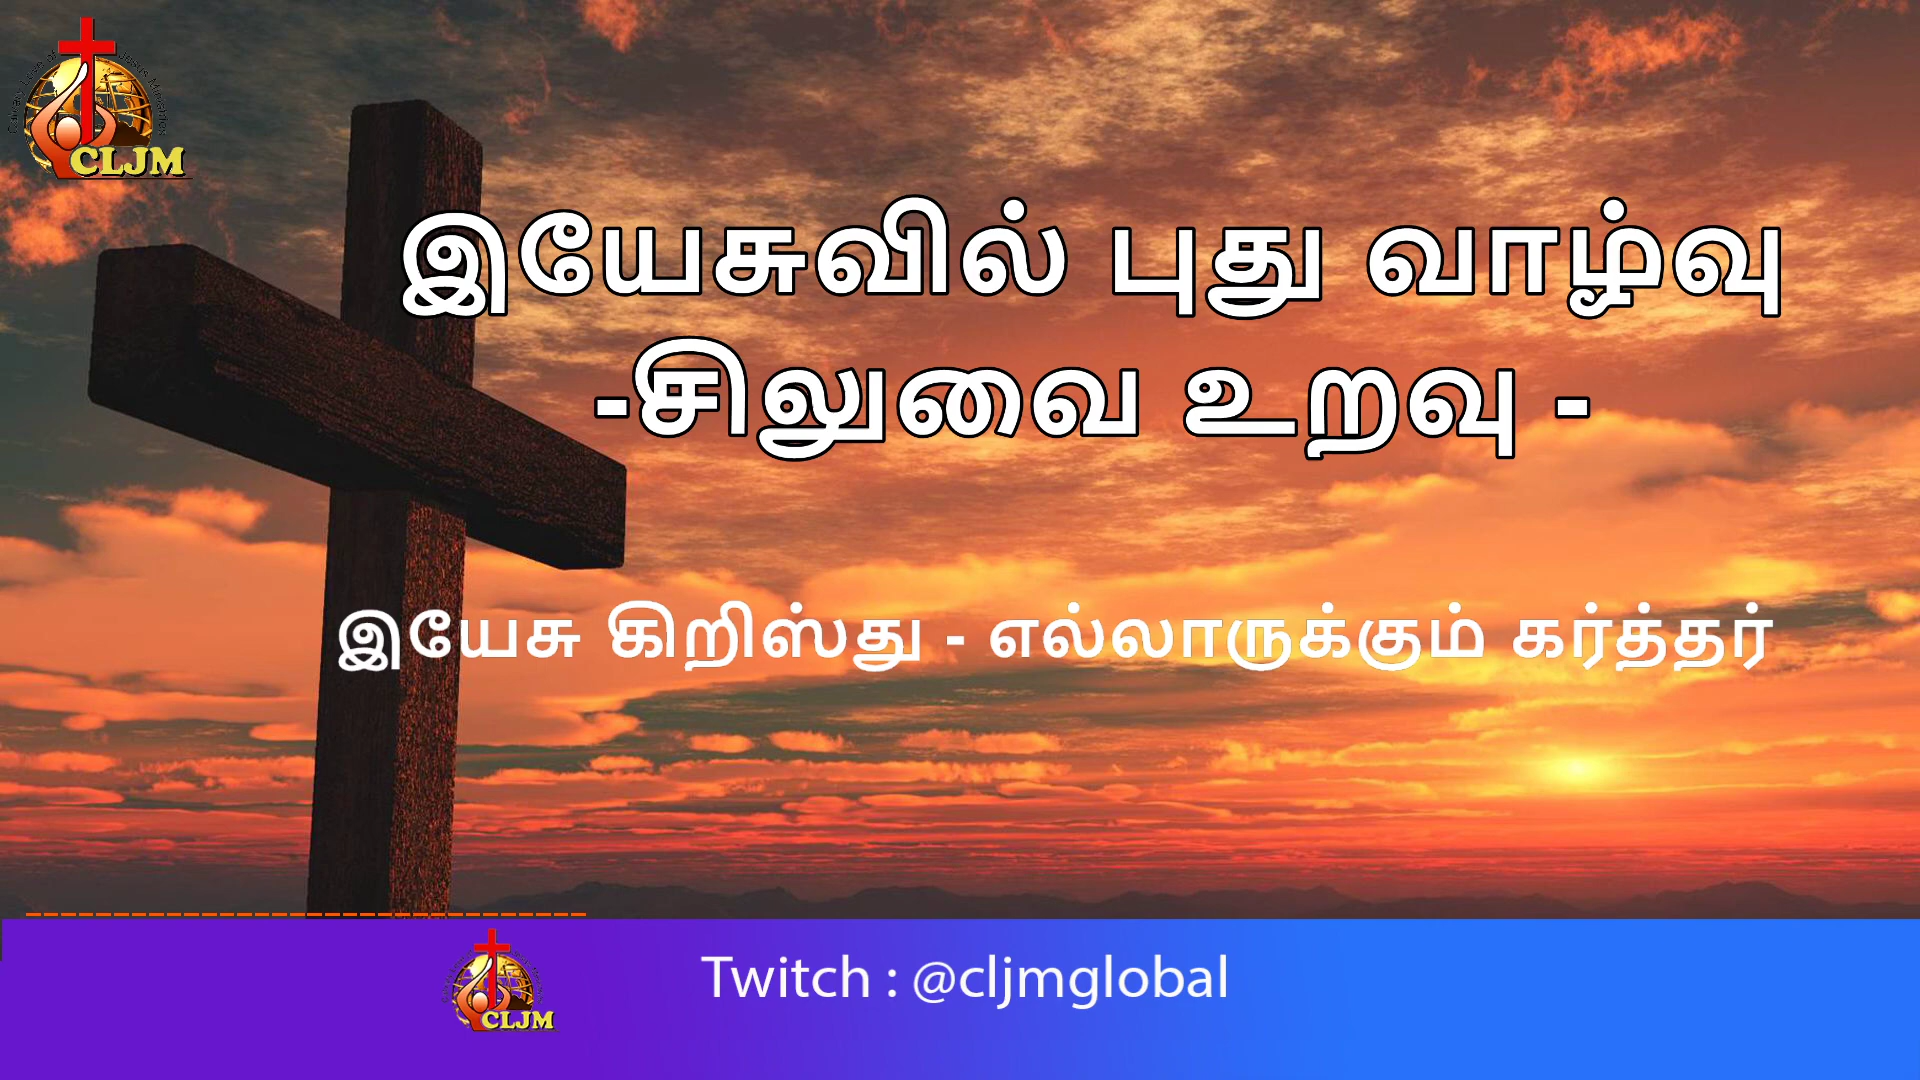 CLJM
இயேசுவில் புது வாழ்வு
-சிலுவை உறவு -
இயேசு கிறிஸ்து - எல்லாருக்கும் கர்த்தர்
CLJM
Twitch : @cljmglobal